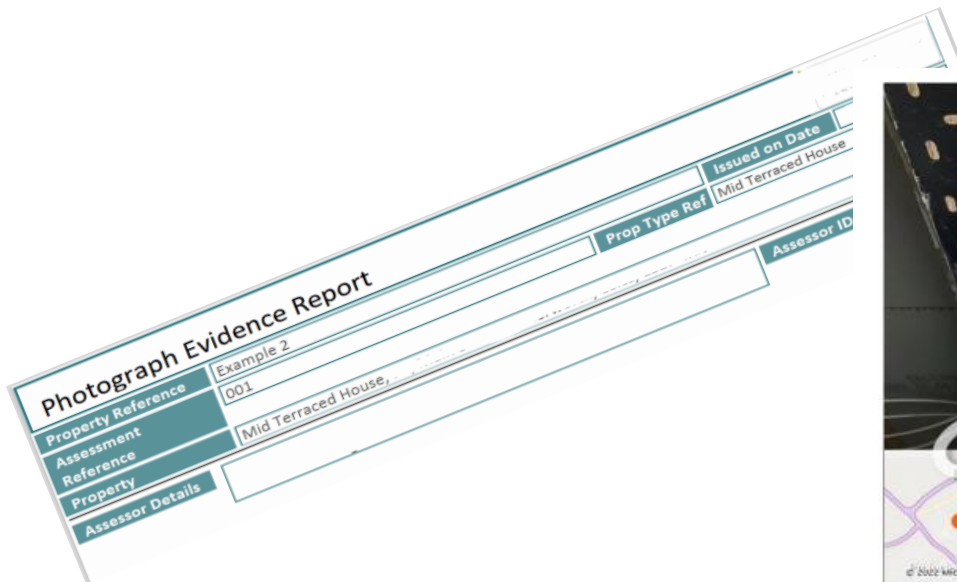 Photograph Evidence Report
Property Reference Example 2
Issued on Date
Assessment Reference 001
Prop Type Ref Mid Terraced House
Property Mid Terraced House,
Assessor Details
Assessor ID
© 2022